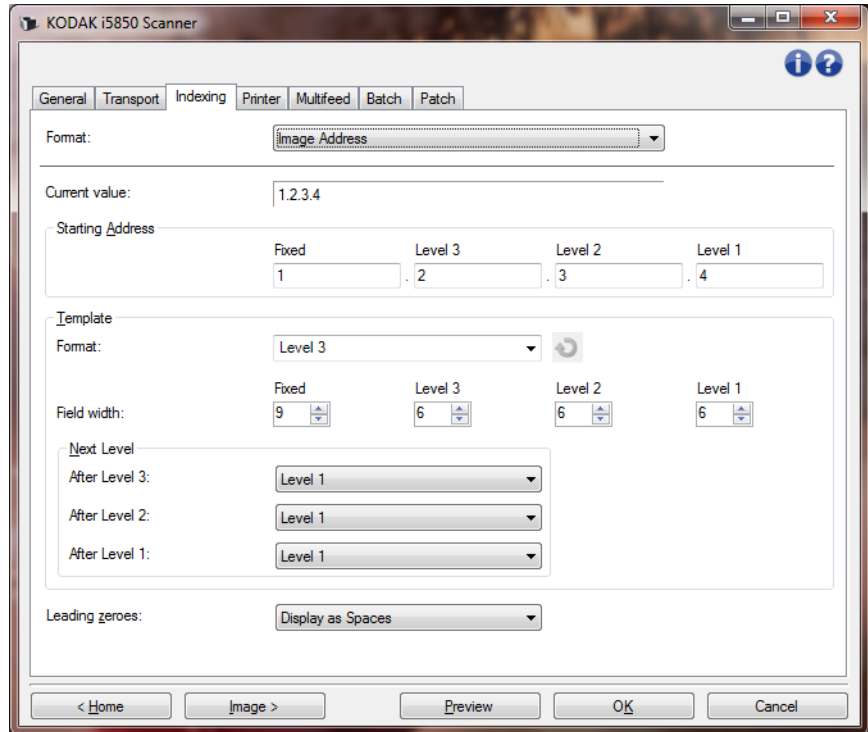 KODAK i5850 Scanner
General Transport Indexing Printer Multifeed Batch Patch
Format: Image Address
Current value: 1.2.3.4
Starting Address
Fixed Level 3 Level 2 Level 1
1 . 2 . 3 . 4
Template
Format: Level 3
Fixed Level 3 Level 2 Level 1
Field width: 9 6 6 6
Next Level
After Level 3: Level 1
After Level 2: Level 1
After Level 1: Level 1
Leading zeroes: Display as Spaces
< Home Image > Preview OK Cancel